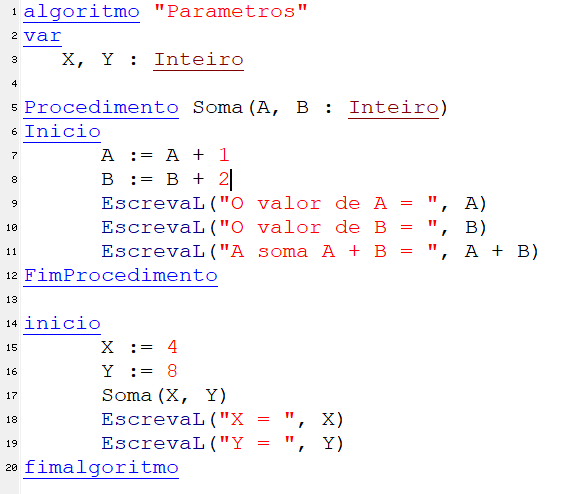 1 algoritmo "Parametros"
2 var
3    X, Y : Inteiro
4
5 Procedimento Soma(A, B : Inteiro)
6 Inicio
7        A := A + 1
8        B := B + 2
9        EscrevaL("O valor de A = ", A)
10        EscrevaL("O valor de B = ", B)
11        EscrevaL("A soma A + B = ", A + B)
12 FimProcedimento
13
14 inicio
15        X := 4
16        Y := 8
17        Soma(X, Y)
18        EscrevaL("X = ", X)
19        EscrevaL("Y = ", Y)
20 fimalgoritmo